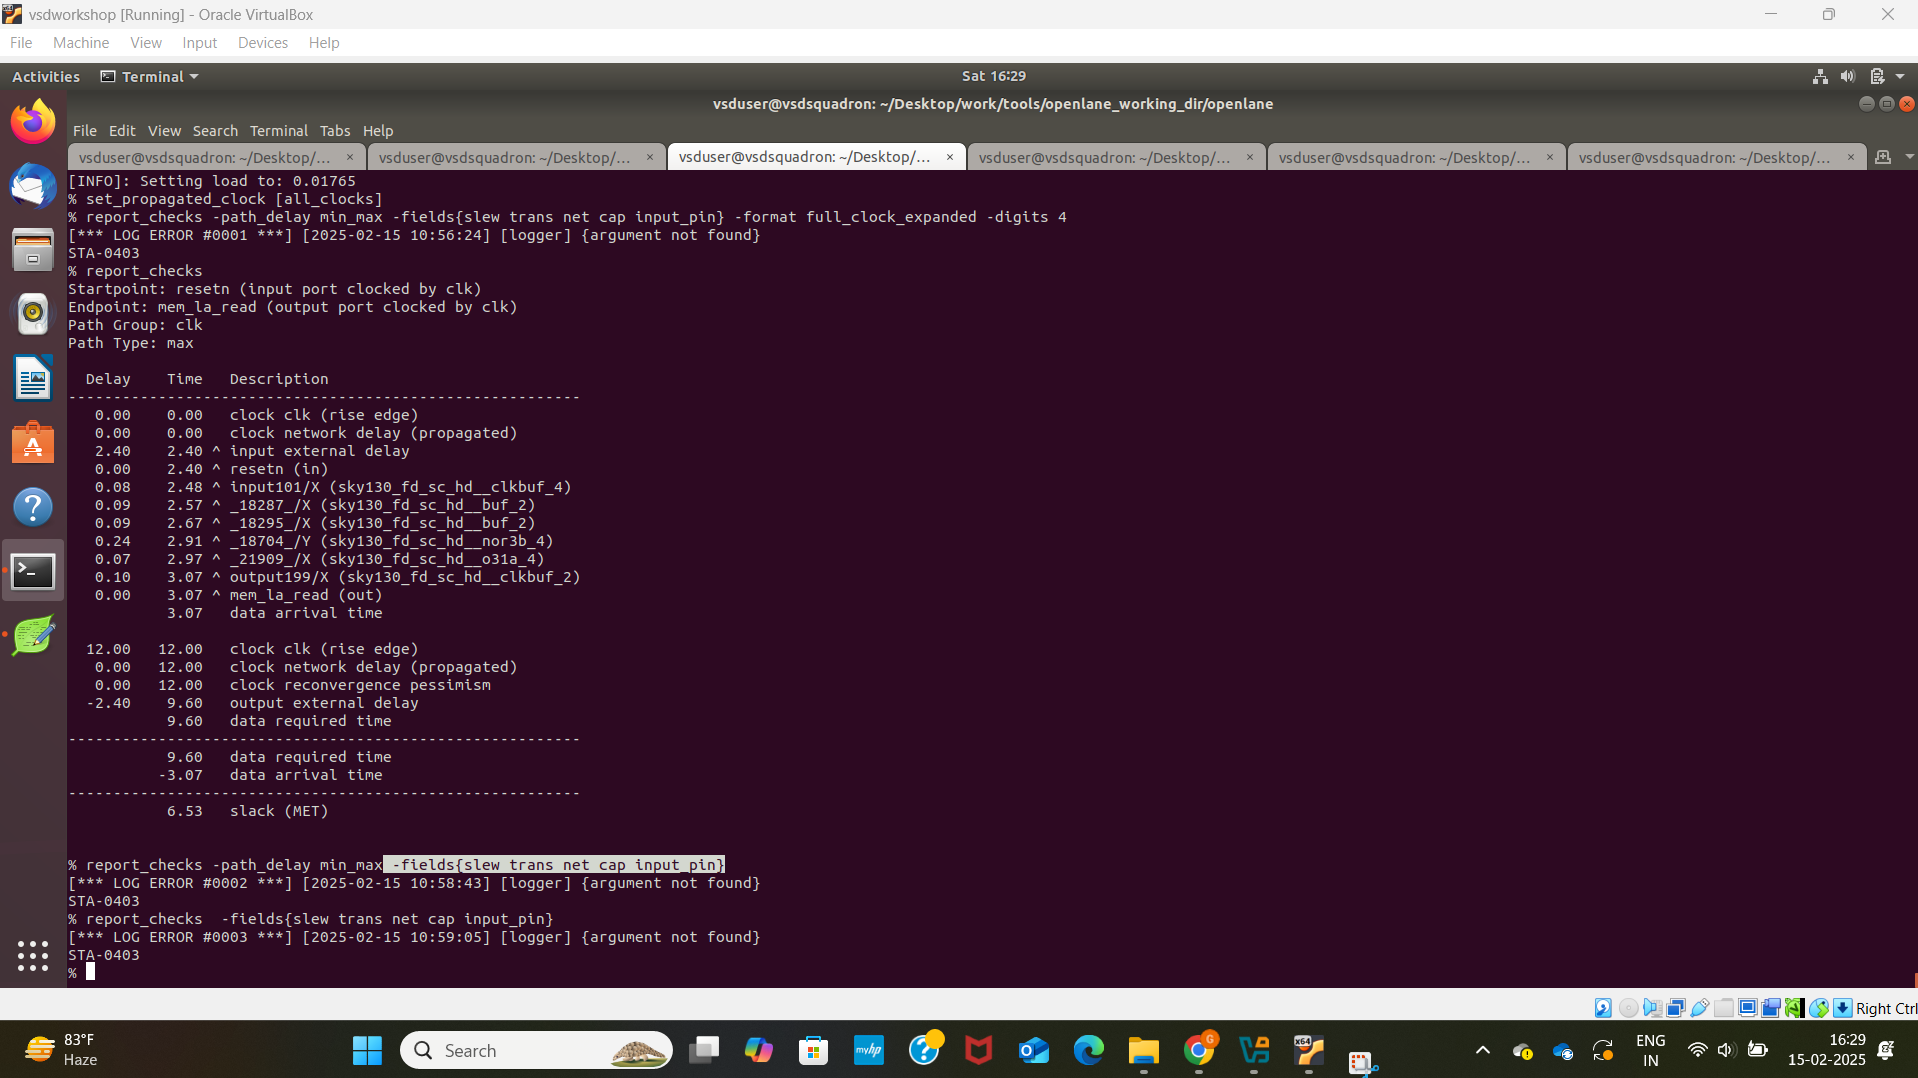 vsdworkshop [Running] - Oracle VirtualBox
File Machine View Input Devices Help
Activities Terminal Sat 16:29
vsduser@vsdsquadron: ~/Desktop/work/tools/openlane_working_dir/openlane
File Edit View Search Terminal Tabs Help
vsduser@vsdsquadron: ~/Desktop/... × vsduser@vsdsquadron: ~/Desktop/... × vsduser@vsdsquadron: ~/Desktop/... × vsduser@vsdsquadron: ~/Desktop/... × vsduser@vsdsquadron: ~/Desktop/... × vsduser@vsdsquadron: ~/Desktop/... ×
[INFO]: Setting load to: 0.01765
% set_propagated_clock [all_clocks]
% report_checks -path_delay min_max -fields{slew trans net cap input_pin} -format full_clock_expanded -digits 4
[*** LOG ERROR #0001 ***] [2025-02-15 10:56:24] [logger] {argument not found}
STA-0403
% report_checks
Startpoint: resetn (input port clocked by clk)
Endpoint: mem_la_read (output port clocked by clk)
Path Group: clk
Path Type: max
Delay Time Description
---------------------------------------------------------
0.00 0.00 clock clk (rise edge)
0.00 0.00 clock network delay (propagated)
2.40 2.40 ^ input external delay
0.00 2.40 ^ resetn (in)
0.08 2.48 ^ input101/X (sky130_fd_sc_hd__clkbuf_4)
0.09 2.57 ^ _18287_/X (sky130_fd_sc_hd__buf_2)
0.09 2.67 ^ _18295_/X (sky130_fd_sc_hd__buf_2)
0.24 2.91 ^ _18704_/Y (sky130_fd_sc_hd__nor3b_4)
0.07 2.97 ^ _21909_/X (sky130_fd_sc_hd__o31a_4)
0.10 3.07 ^ output199/X (sky130_fd_sc_hd__clkbuf_2)
0.00 3.07 ^ mem_la_read (out)
3.07 data arrival time
12.00 12.00 clock clk (rise edge)
0.00 12.00 clock network delay (propagated)
0.00 12.00 clock reconvergence pessimism
-2.40 9.60 output external delay
9.60 data required time
---------------------------------------------------------
9.60 data required time
-3.07 data arrival time
---------------------------------------------------------
6.53 slack (MET)
% report_checks -path_delay min_max -fields{slew trans net cap input_pin}
[*** LOG ERROR #0002 ***] [2025-02-15 10:58:43] [logger] {argument not found}
STA-0403
% report_checks  -fields{slew trans net cap input_pin}
[*** LOG ERROR #0003 ***] [2025-02-15 10:59:05] [logger] {argument not found}
STA-0403
%
Right Ctrl
83°F
Haze
Search
myhp
G
x64
ENG
IN
16:29
15-02-2025